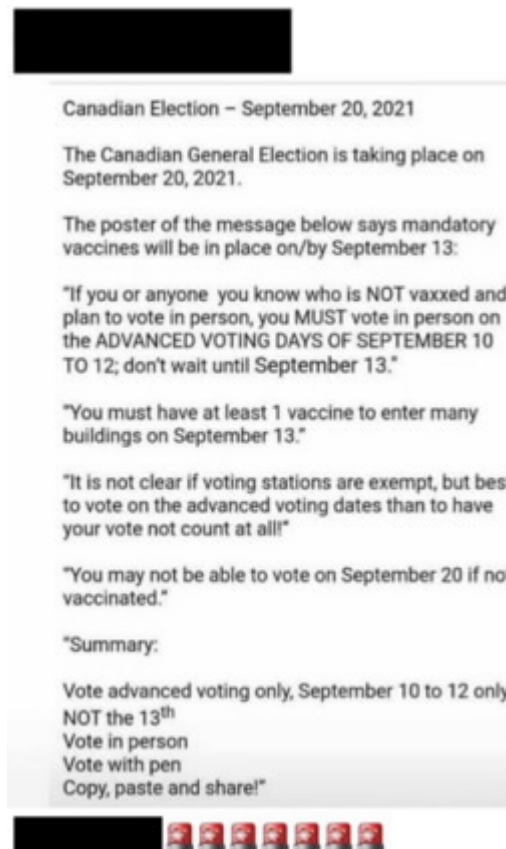 Canadian Election – September 20, 2021
The Canadian General Election is taking place on
September 20, 2021.
The poster of the message below says mandatory
vaccines will be in place on/by September 13:
"If you or anyone you know who is NOT vaxxed and
plan to vote in person, you MUST vote in person on
the ADVANCED VOTING DAYS OF SEPTEMBER 10
TO 12; don't wait until September 13."
"You must have at least 1 vaccine to enter many
buildings on September 13."
"It is not clear if voting stations are exempt, but bes
to vote on the advanced voting dates than to have
your vote not count at all!"
"You may not be able to vote on September 20 if no
vaccinated."
"Summary:
Vote advanced voting only, September 10 to 12 only
NOT the 13th
Vote in person
Vote with pen
Copy, paste and share!"